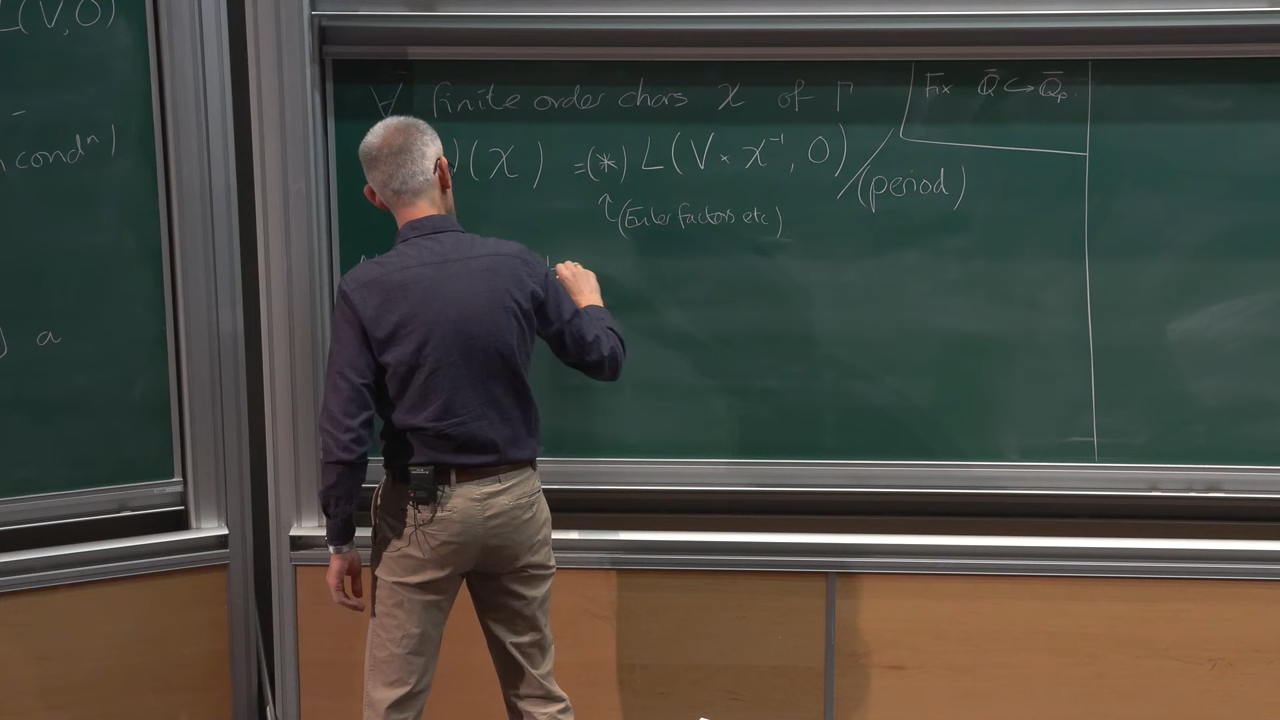 L(V,0)
condⁿ)
a
∀ finite order chars χ of Γ
)(χ) =(*) L(V × χ⁻¹, 0) / (period)
↑(Euler factors etc)
Fix Q̄ ↪ Q̄ₚ